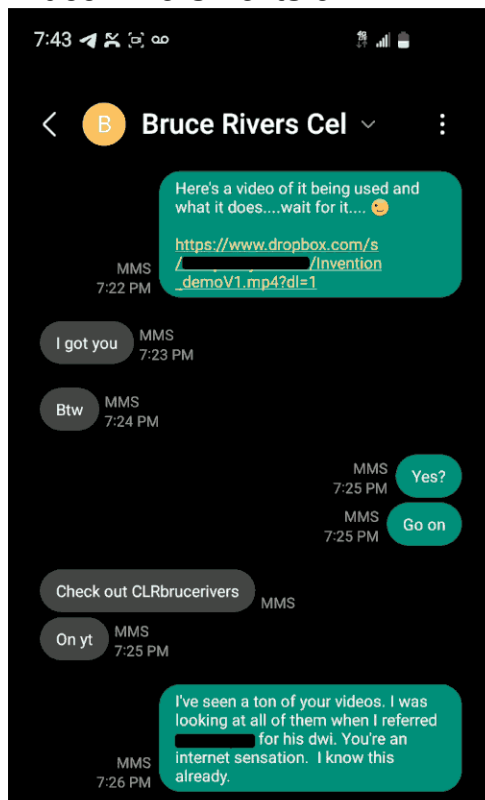 7:43
B Bruce Rivers Cel
Here's a video of it being used and
what it does....wait for it....
https://www.dropbox.com/s
/ /Invention
_demoV1.mp4?dl=1
MMS
7:22 PM
I got you
MMS
7:23 PM
Btw
MMS
7:24 PM
MMS
7:25 PM
Yes?
MMS
7:25 PM
Go on
Check out CLRbrucerivers
MMS
On yt
MMS
7:25 PM
I've seen a ton of your videos. I was
looking at all of them when I referred
for his dwi. You're an
internet sensation.  I know this
already.
MMS
7:26 PM